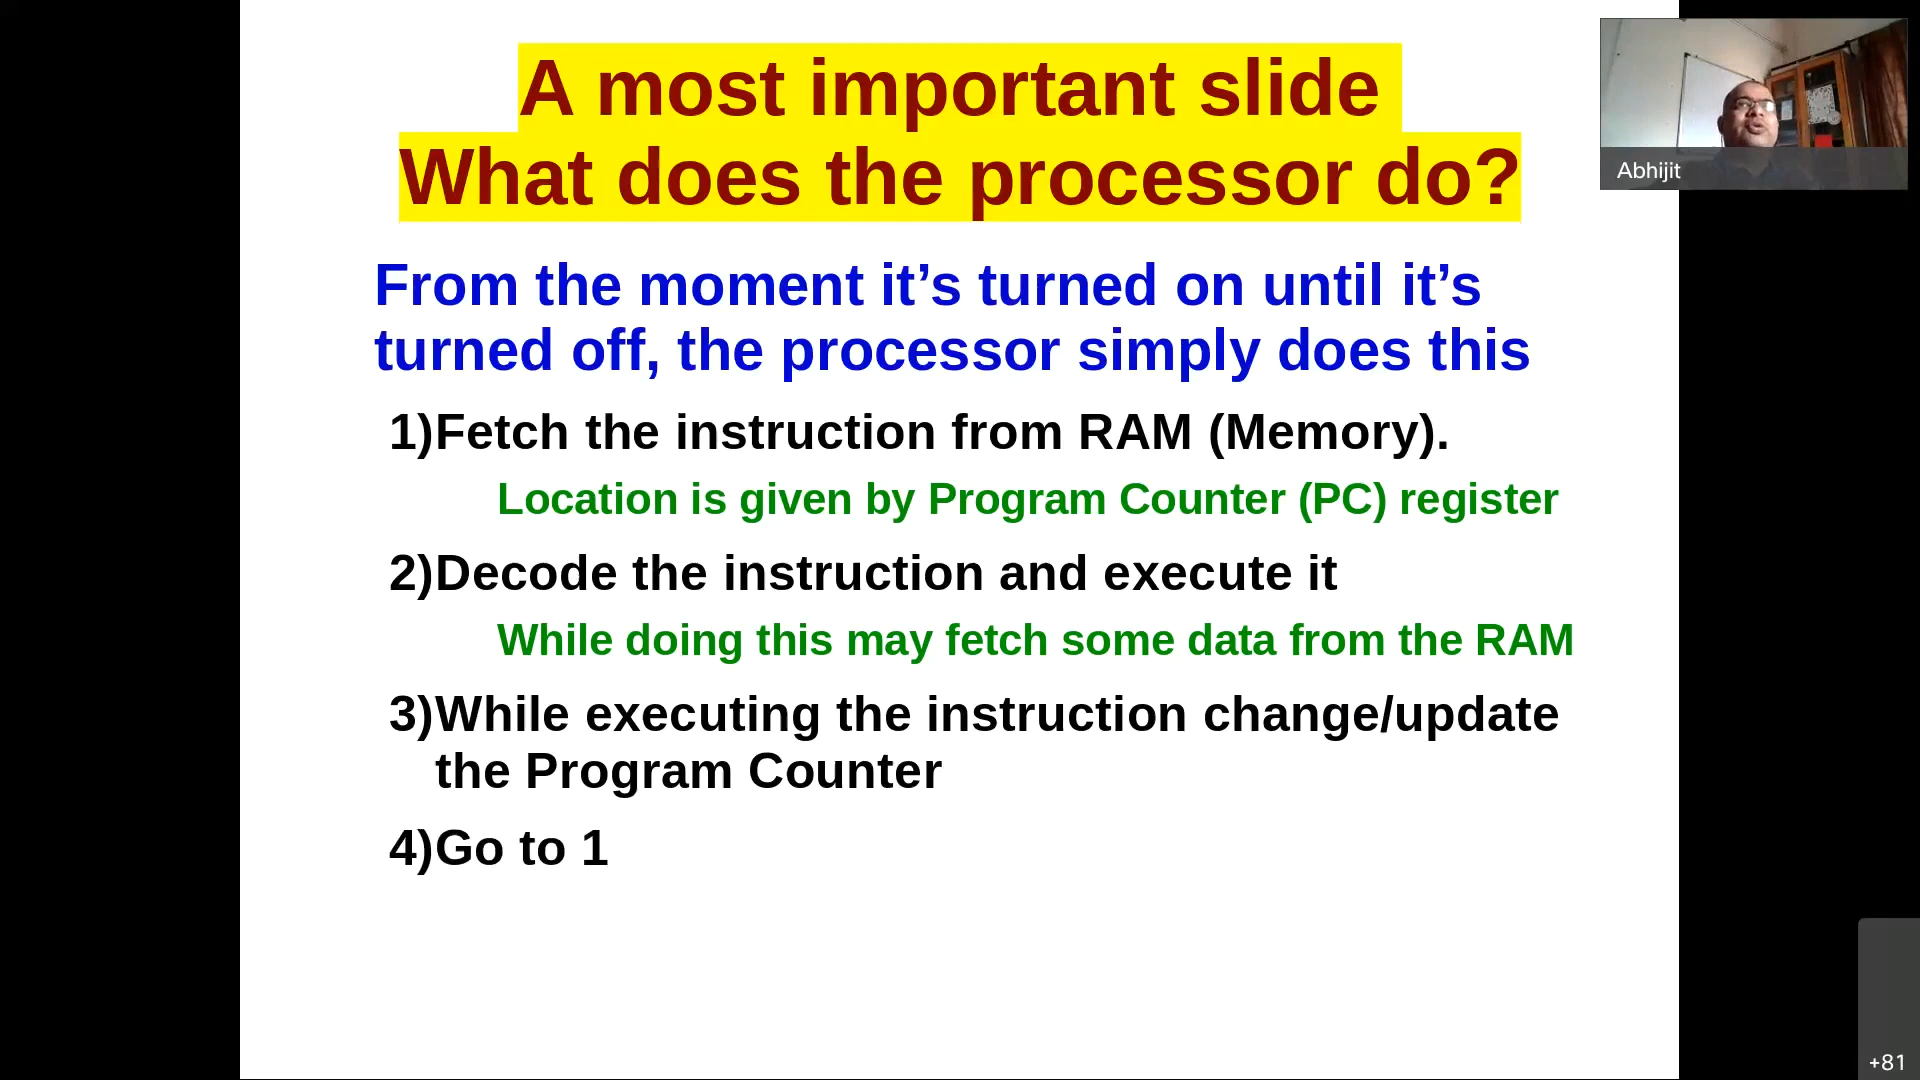 A most important slide
What does the processor do?
From the moment it’s turned on until it’s
turned off, the processor simply does this
1)Fetch the instruction from RAM (Memory).
Location is given by Program Counter (PC) register
2)Decode the instruction and execute it
While doing this may fetch some data from the RAM
3)While executing the instruction change/update
the Program Counter
4)Go to 1
Abhijit
+81